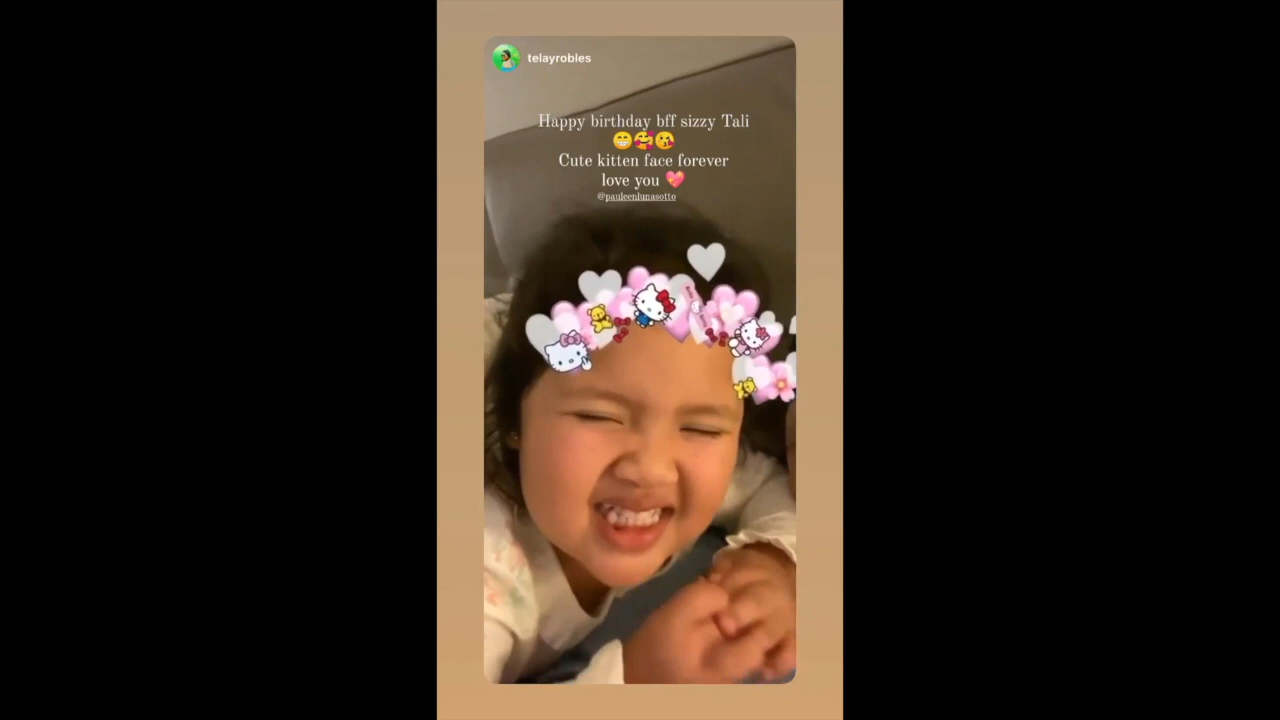 telayrobles
Happy birthday bff sizzy Tali
😁🥰😘
Cute kitten face forever
love you 💖
@pauleenlunasotto